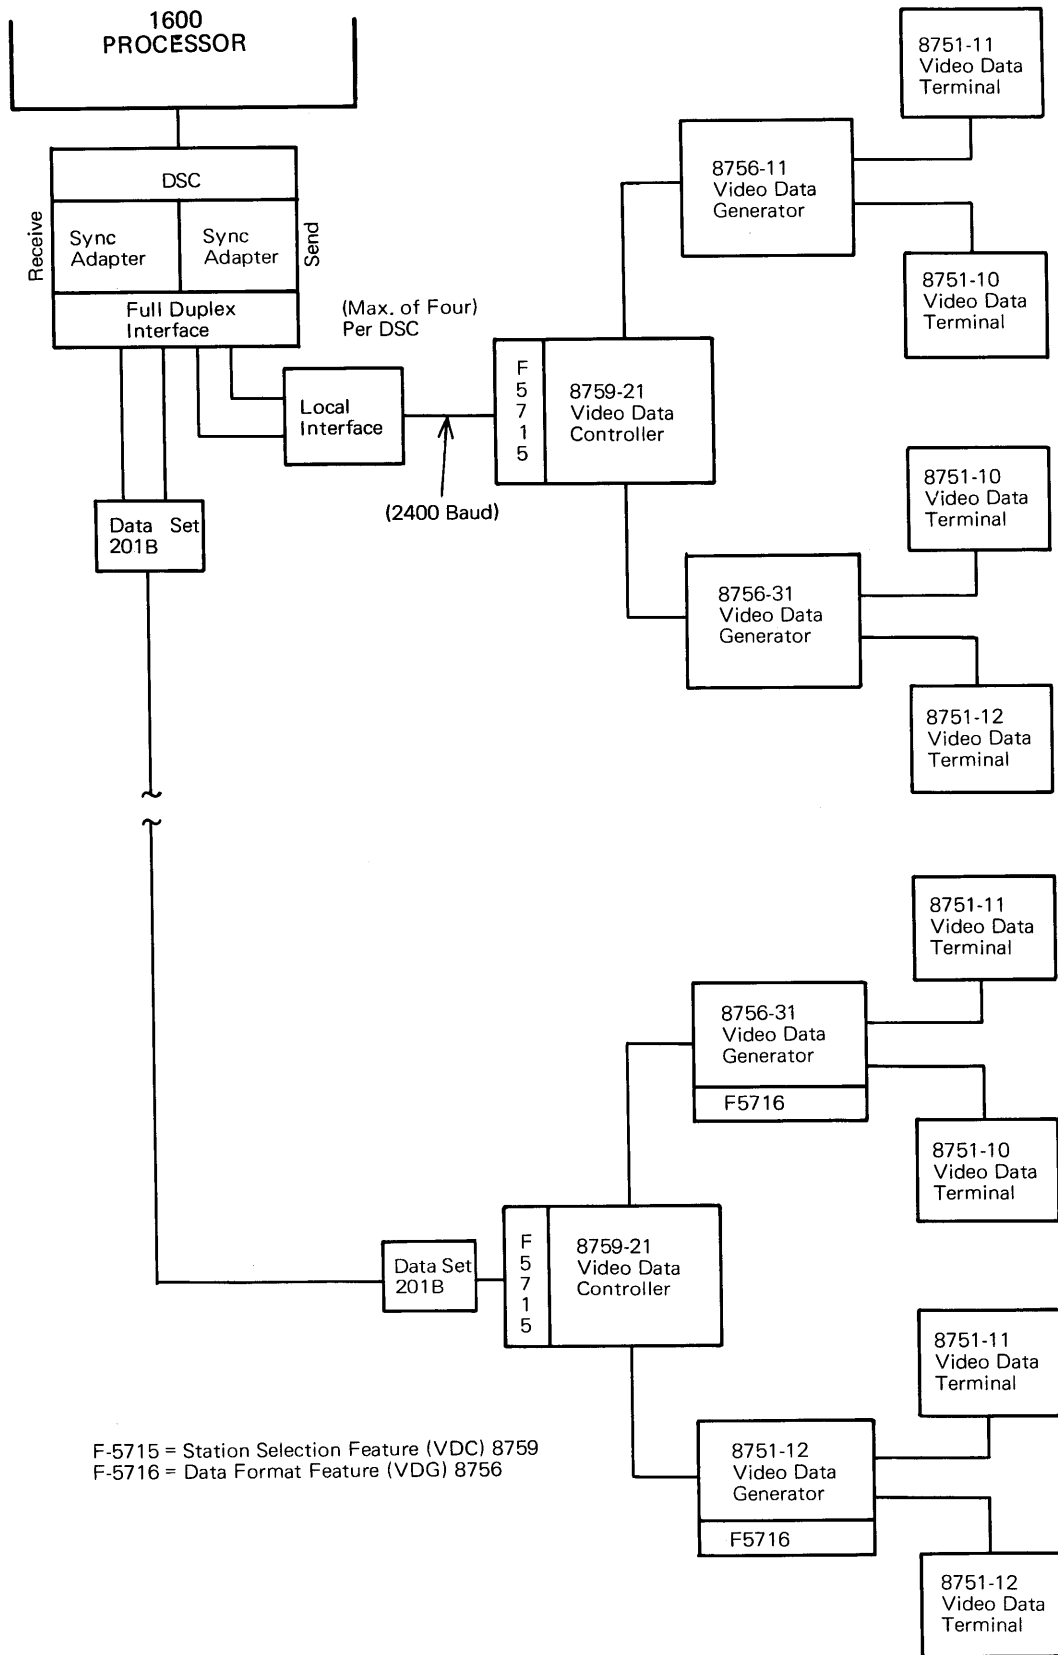 1600
PROCESSOR
DSC
Receive
Sync
Adapter
Sync
Adapter
Send
Full Duplex
Interface
(Max. of Four)
Per DSC
Local
Interface
(2400 Baud)
Data Set
201B
F
5
7
1
5
8759-21
Video Data
Controller
8756-11
Video Data
Generator
8751-11
Video Data
Terminal
8751-10
Video Data
Terminal
8756-31
Video Data
Generator
8751-10
Video Data
Terminal
8751-12
Video Data
Terminal
Data Set
201B
F
5
7
1
5
8759-21
Video Data
Controller
8756-31
Video Data
Generator
F5716
8751-11
Video Data
Terminal
8751-10
Video Data
Terminal
8751-12
Video Data
Generator
F5716
8751-11
Video Data
Terminal
8751-12
Video Data
Terminal
F-5715 = Station Selection Feature (VDC) 8759
F-5716 = Data Format Feature (VDG) 8756